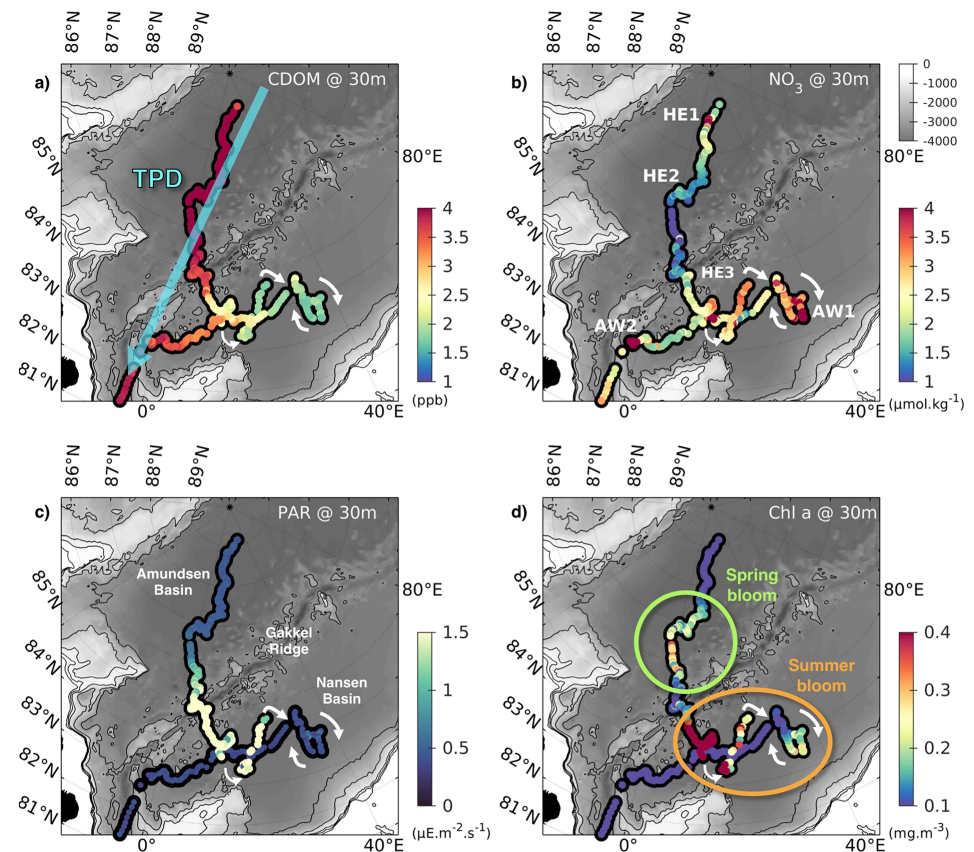 86°N 87°N 88°N 89°N
86°N 87°N 88°N 89°N
a)
CDOM @ 30m
TPD
85°N
84°N
83°N
82°N
81°N
0°
40°E
80°E
4
3.5
3
2.5
2
1.5
1
(ppb)
b)
NO3 @ 30m
HE1
HE2
HE3
AW1
AW2
85°N
84°N
83°N
82°N
81°N
0°
40°E
0
-1000
-2000
-3000
-4000
4
3.5
3
2.5
2
1.5
1
(μmol.kg-1)
86°N 87°N 88°N 89°N
86°N 87°N 88°N 89°N
c)
PAR @ 30m
Amundsen
Basin
Gakkel
Ridge
Nansen
Basin
85°N
84°N
83°N
82°N
81°N
0°
40°E
80°E
1.5
1
0.5
0
(μE.m-2.s-1)
d)
Chl a @ 30m
Spring
bloom
Summer
bloom
85°N
84°N
83°N
82°N
81°N
0°
40°E
80°E
0.4
0.3
0.2
0.1
(mg.m-3)